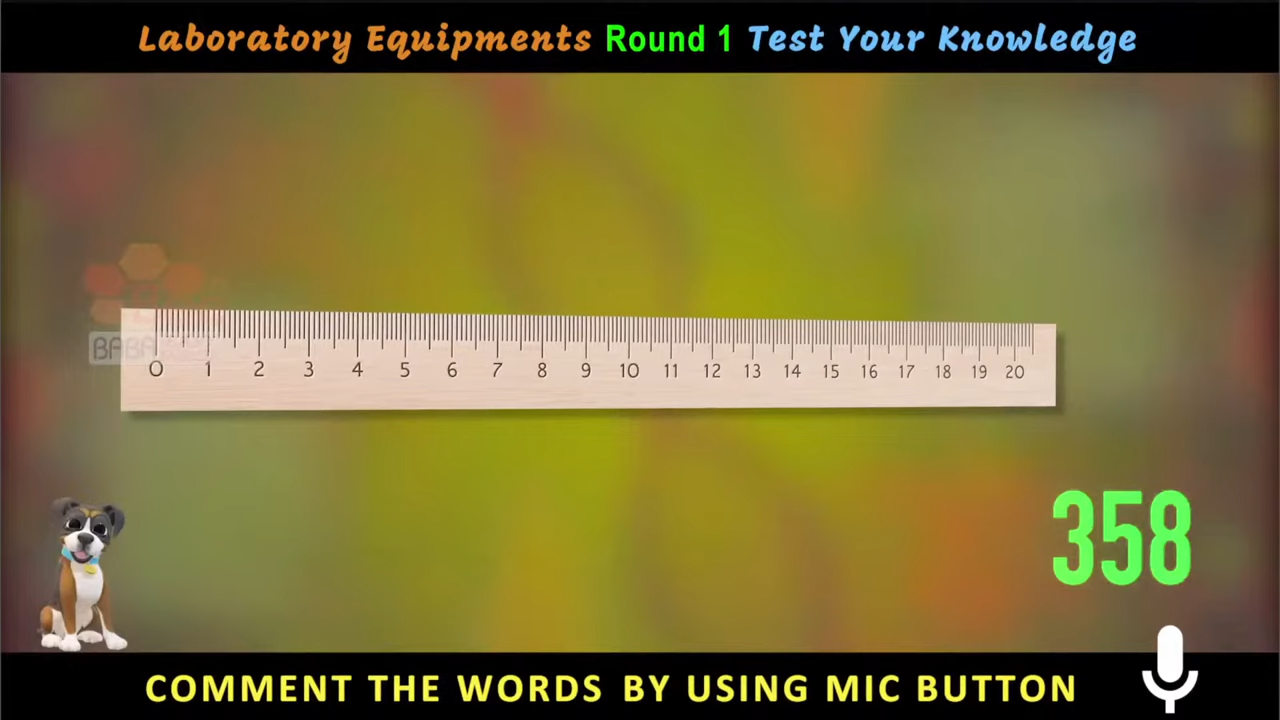 Laboratory Equipments Round 1 Test Your Knowledge
BABA
0 1 2 3 4 5 6 7 8 9 10 11 12 13 14 15 16 17 18 19 20
358
COMMENT THE WORDS BY USING MIC BUTTON